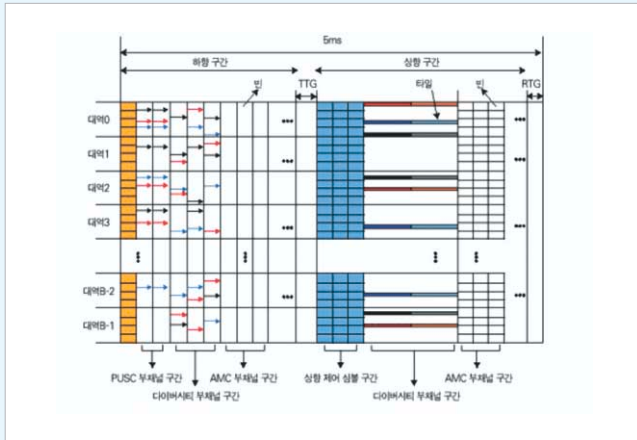 5ms
하향 구간
상향 구간
빈
TTG
타일
빈
RTG
대역0
대역1
대역2
대역3
대역B-2
대역B-1
PUSC 부채널 구간
AMC 부채널 구간
상향 제어 심볼 구간
AMC 부채널 구간
다이버시티 부채널 구간
다이버시티 부채널 구간